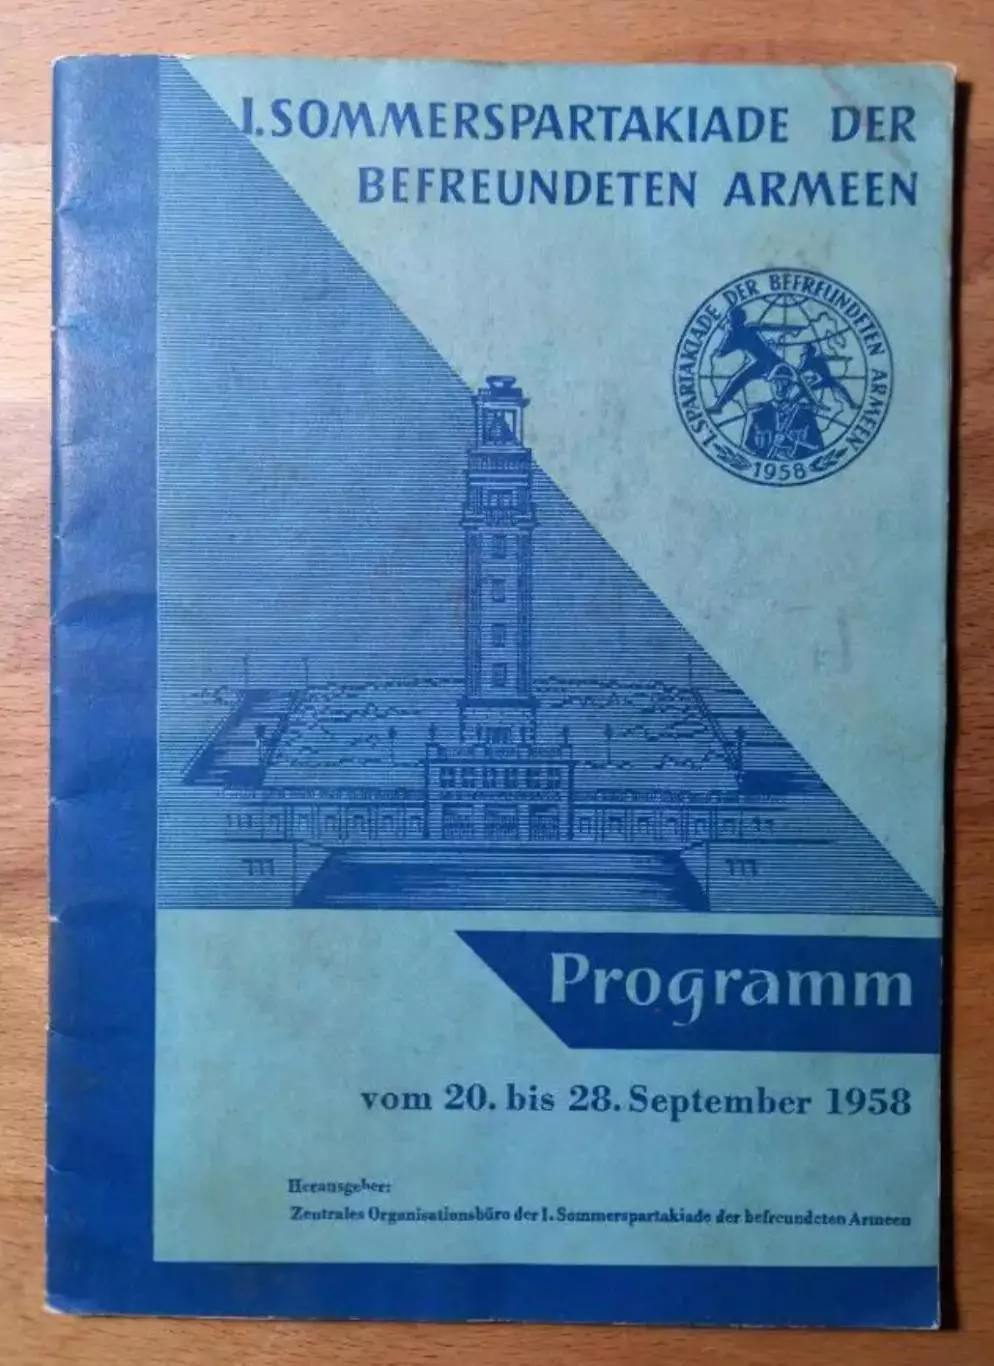 I. SOMMERSPARTAKIADE DER
BEFREUNDETEN ARMEEN
I. SPARTAKIADE DER BEFREUNDETEN ARMEEN
1958
Programm
vom 20. bis 28. September 1958
Herausgeber:
Zentrales Organisationsbüro der I. Sommerspartakiade der befreundeten Armeen